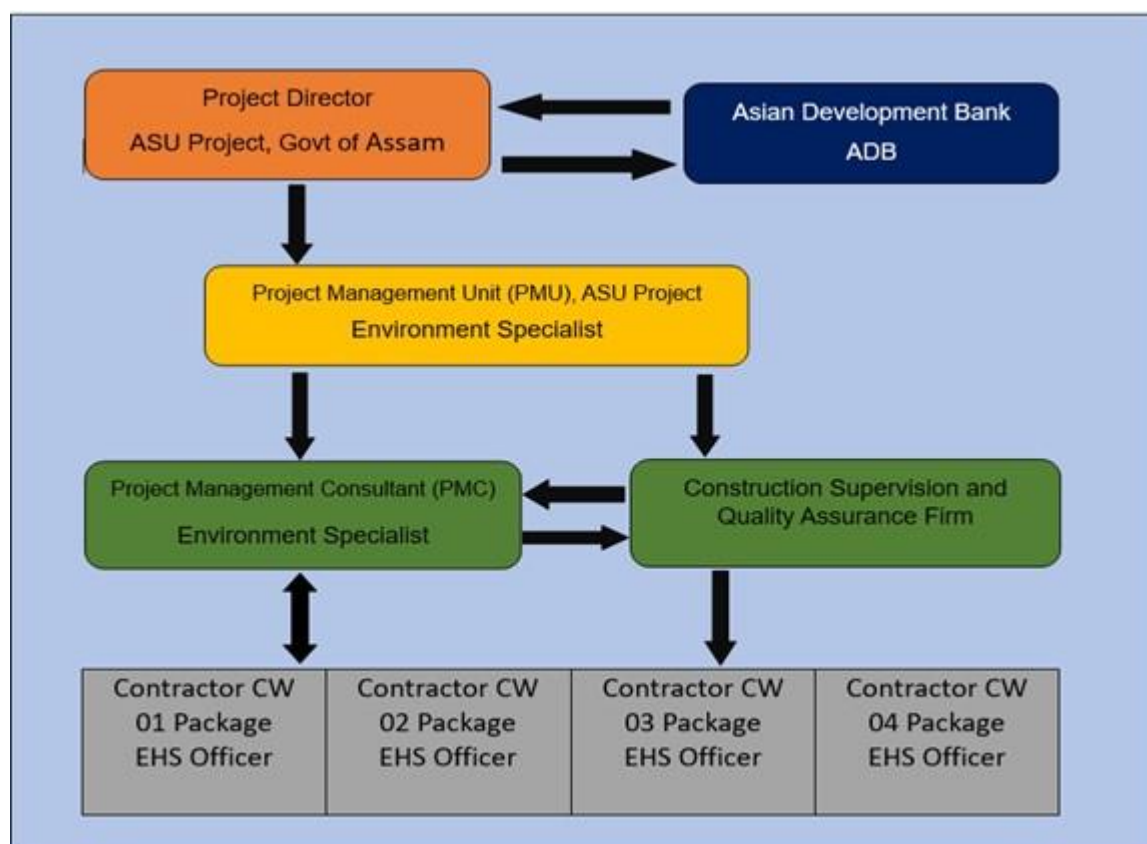 Project Director
ASU Project, Govt of Assam
Asian Development Bank
ADB
Project Management Unit (PMU), ASU Project
Environment Specialist
Project Management Consultant (PMC)
Environment Specialist
Construction Supervision and
Quality Assurance Firm
Contractor CW
01 Package
EHS Officer
Contractor CW
02 Package
EHS Officer
Contractor CW
03 Package
EHS Officer
Contractor CW
04 Package
EHS Officer